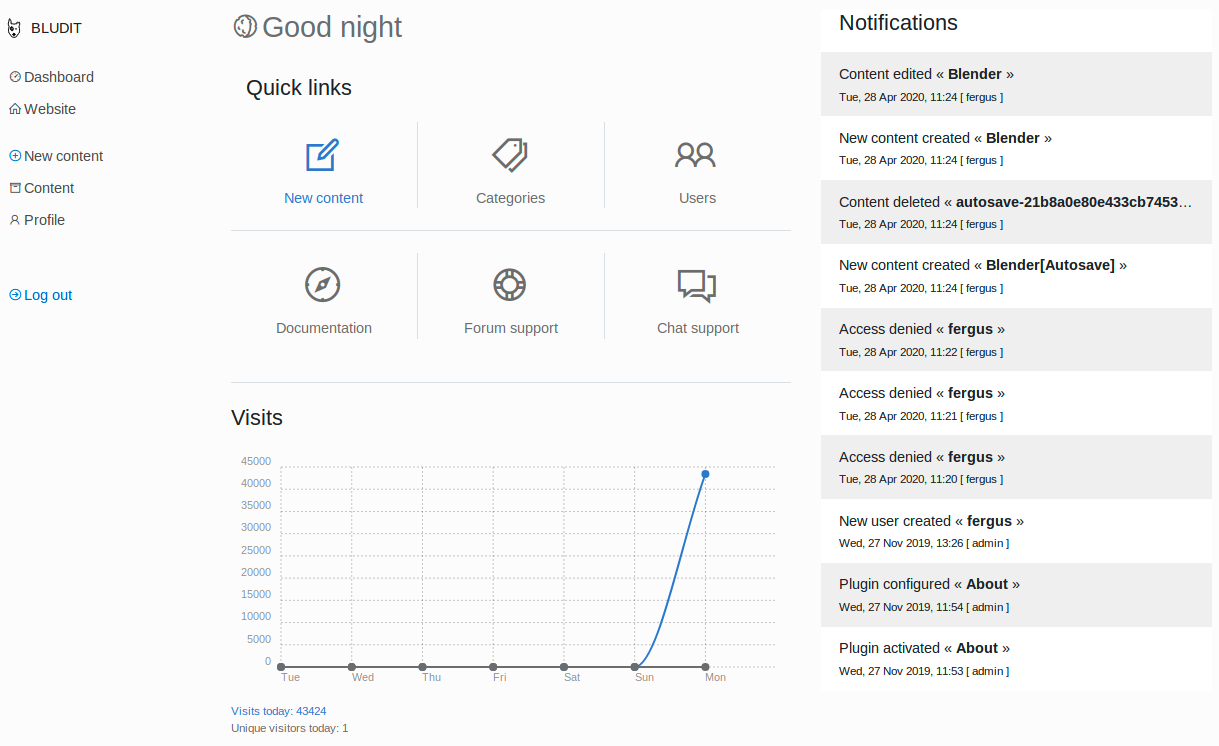 BLUDIT
Dashboard
Website
New content
Content
Profile
Log out
Good night
Quick links
New content
Categories
Users
Documentation
Forum support
Chat support
Visits
45000
40000
35000
30000
25000
20000
15000
10000
5000
0
Tue Wed Thu Fri Sat Sun Mon
Visits today: 43424
Unique visitors today: 1
Notifications
Content edited « Blender »
Tue, 28 Apr 2020, 11:24 [ fergus ]
New content created « Blender »
Tue, 28 Apr 2020, 11:24 [ fergus ]
Content deleted « autosave-21b8a0e80e433cb7453…
Tue, 28 Apr 2020, 11:24 [ fergus ]
New content created « Blender[Autosave] »
Tue, 28 Apr 2020, 11:24 [ fergus ]
Access denied « fergus »
Tue, 28 Apr 2020, 11:22 [ fergus ]
Access denied « fergus »
Tue, 28 Apr 2020, 11:21 [ fergus ]
Access denied « fergus »
Tue, 28 Apr 2020, 11:20 [ fergus ]
New user created « fergus »
Wed, 27 Nov 2019, 13:26 [ admin ]
Plugin configured « About »
Wed, 27 Nov 2019, 11:54 [ admin ]
Plugin activated « About »
Wed, 27 Nov 2019, 11:53 [ admin ]